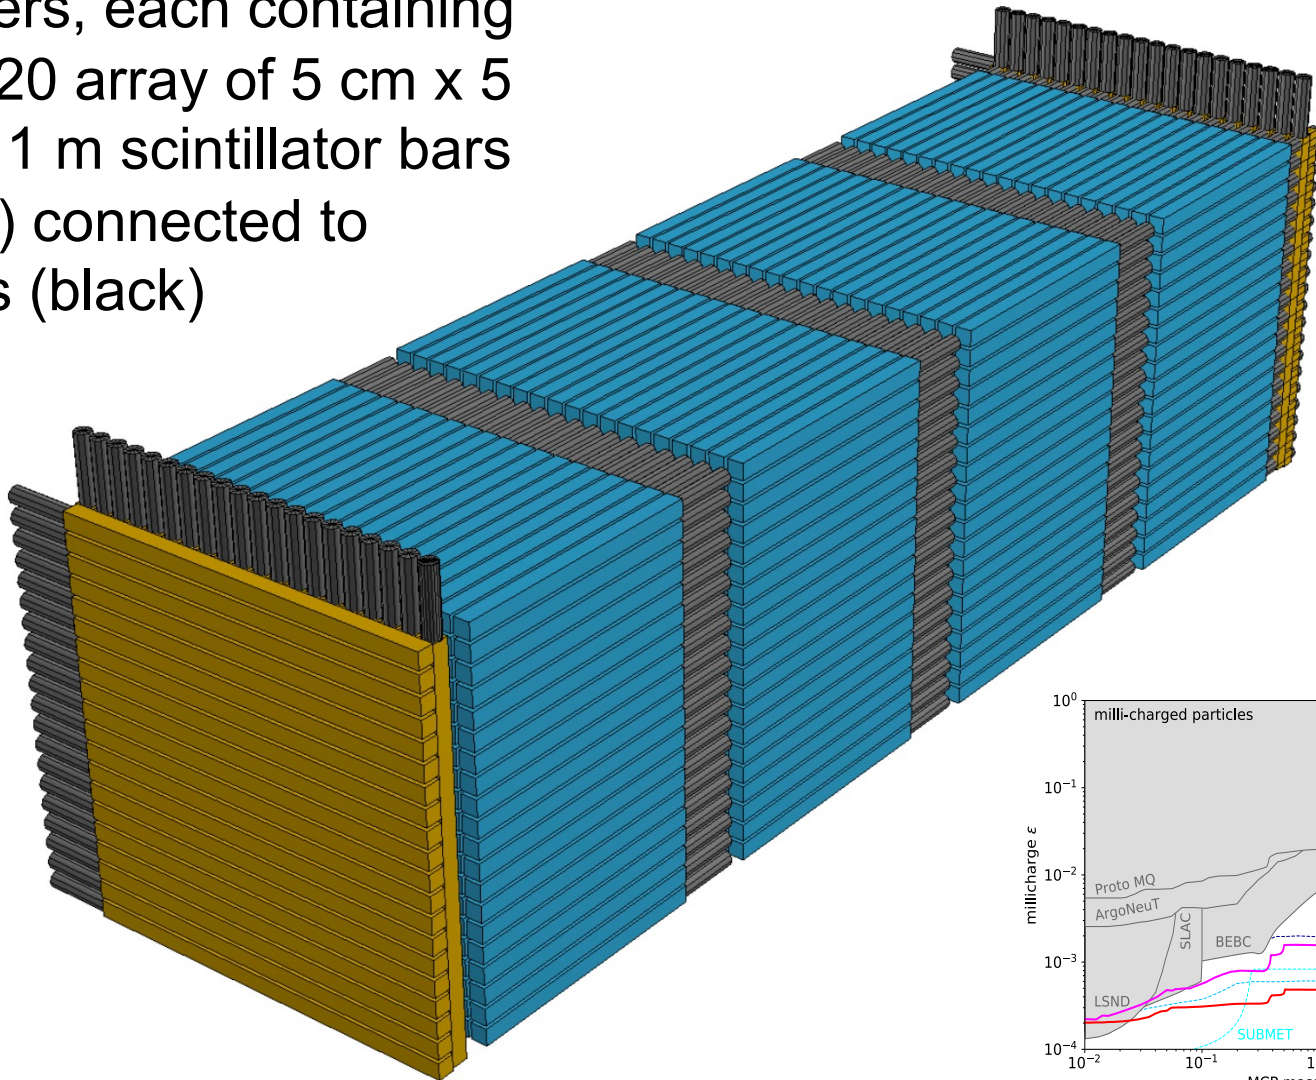 ers, each containing
20 array of 5 cm x 5
1 m scintillator bars
) connected to
s (black)
10⁰
milli-charged particles
10⁻¹
millicharge ε
10⁻²
Proto MQ
ArgoNeuT
SLAC
BEBC
10⁻³
LSND
SUBMET
10⁻⁴
10⁻²
10⁻¹